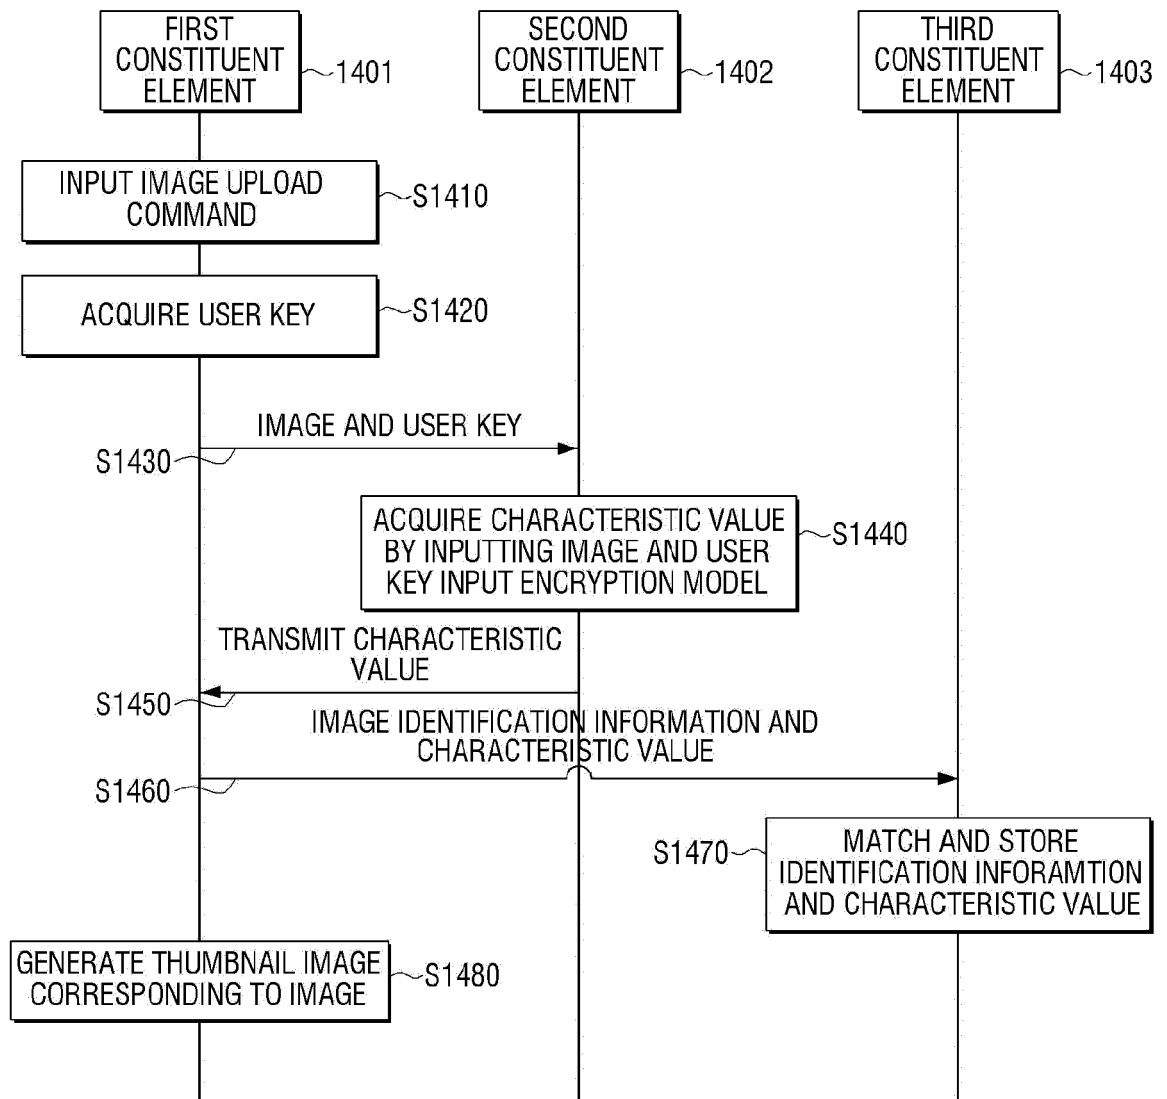 FIRST
CONSTITUENT
ELEMENT
1401
SECOND
CONSTITUENT
ELEMENT
1402
THIRD
CONSTITUENT
ELEMENT
1403
INPUT IMAGE UPLOAD
COMMAND
S1410
ACQUIRE USER KEY
S1420
IMAGE AND USER KEY
S1430
ACQUIRE CHARACTERISTIC VALUE
BY INPUTTING IMAGE AND USER
KEY INPUT ENCRYPTION MODEL
S1440
TRANSMIT CHARACTERISTIC
VALUE
S1450
IMAGE IDENTIFICATION INFORMATION AND
CHARACTERISTIC VALUE
S1460
S1470
MATCH AND STORE
IDENTIFICATION INFORAMTION
AND CHARACTERISTIC VALUE
GENERATE THUMBNAIL IMAGE
CORRESPONDING TO IMAGE
S1480